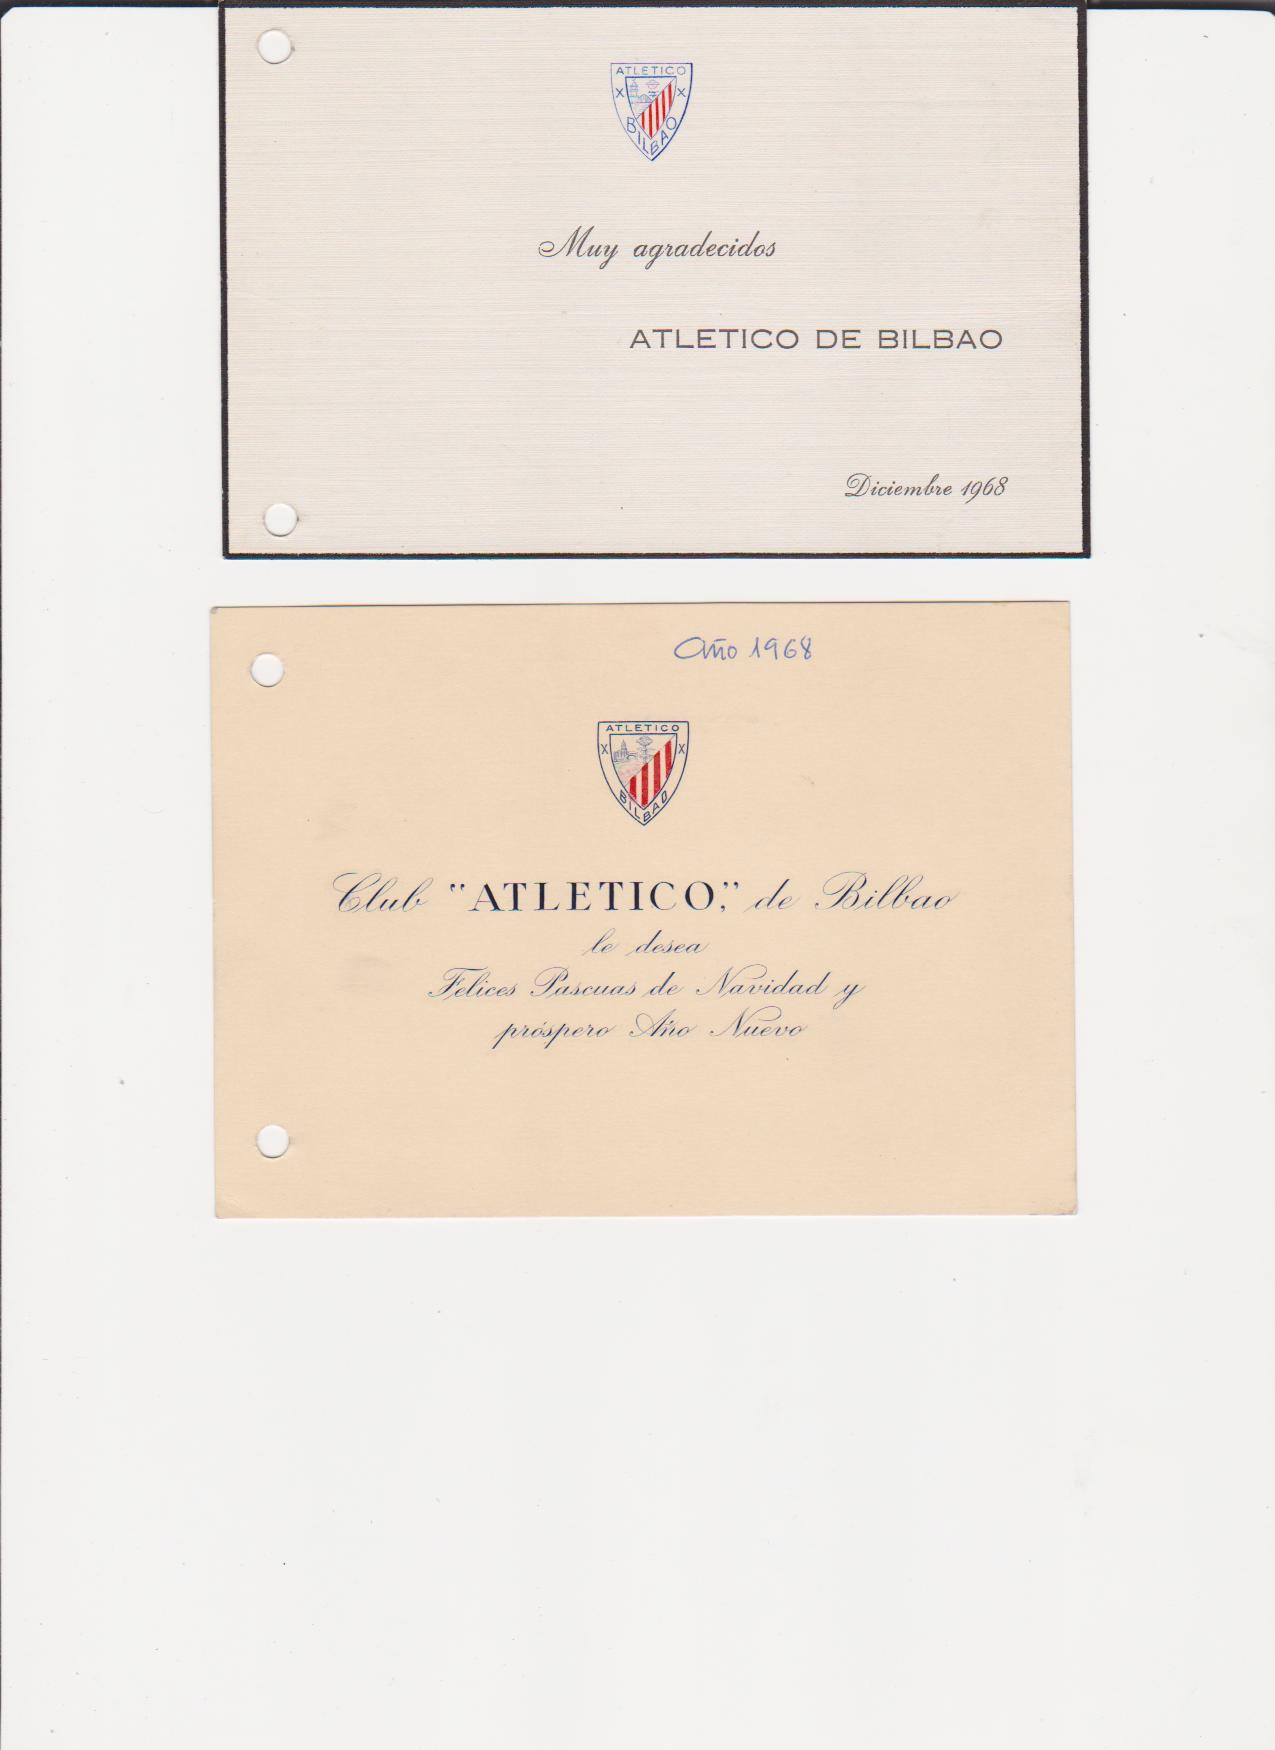 ATLETICO
X X
BILBAO
Muy agradecidos
ATLETICO DE BILBAO
Diciembre 1968
Año 1968
ATLETICO
X X
BILBAO
Club "ATLETICO," de Bilbao
le desea
Felices Pascuas de Navidad y
próspero Año Nuevo